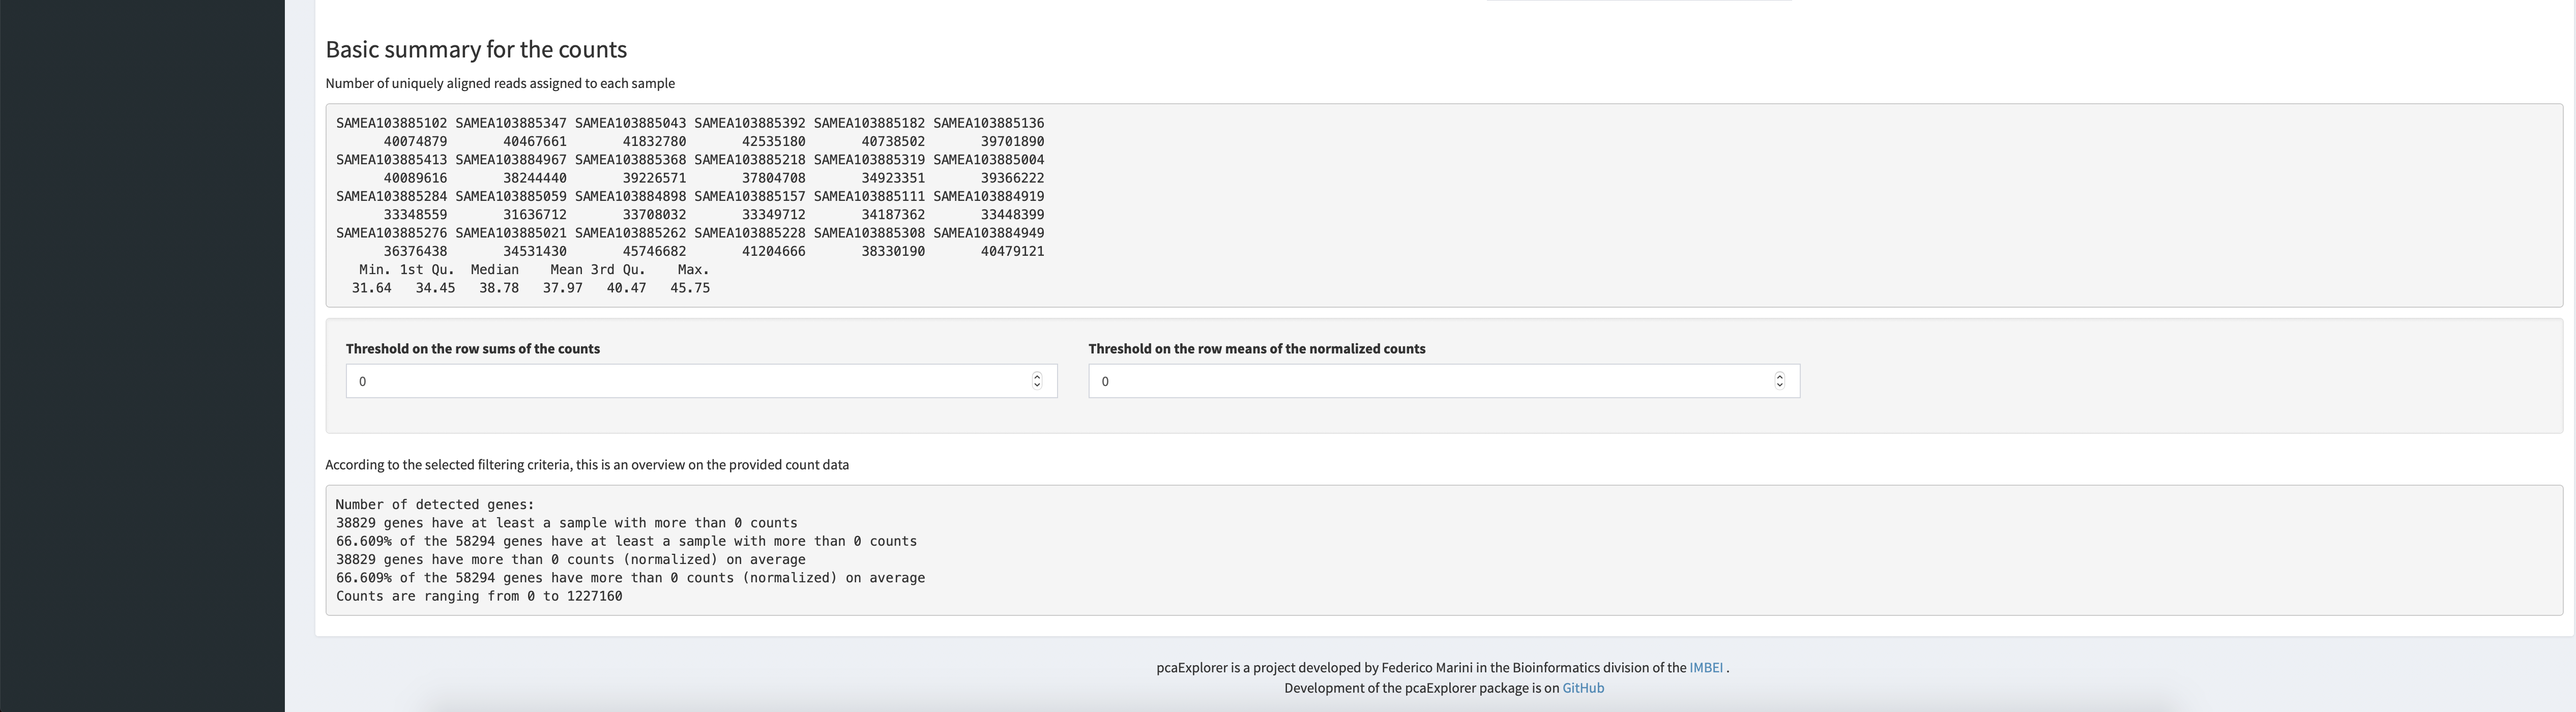 Basic summary for the counts
Number of uniquely aligned reads assigned to each sample
SAMEA103885102 SAMEA103885347 SAMEA103885043 SAMEA103885392 SAMEA103885182 SAMEA103885136
40074879 40467661 41832780 42535180 40738502 39701890
SAMEA103885413 SAMEA103884967 SAMEA103885368 SAMEA103885218 SAMEA103885319 SAMEA103885004
40089616 38244440 39226571 37804708 34923351 39366222
SAMEA103885284 SAMEA103885059 SAMEA103884898 SAMEA103885157 SAMEA103885111 SAMEA103884919
33348559 31636712 33708032 33349712 34187362 33448399
SAMEA103885276 SAMEA103885021 SAMEA103885262 SAMEA103885228 SAMEA103885308 SAMEA103884949
36376438 34531430 45746682 41204666 38330190 40479121
Min. 1st Qu. Median Mean 3rd Qu. Max.
31.64 34.45 38.78 37.97 40.47 45.75
Threshold on the row sums of the counts
0
Threshold on the row means of the normalized counts
0
According to the selected filtering criteria, this is an overview on the provided count data
Number of detected genes:
38829 genes have at least a sample with more than 0 counts
66.609% of the 58294 genes have at least a sample with more than 0 counts
38829 genes have more than 0 counts (normalized) on average
66.609% of the 58294 genes have more than 0 counts (normalized) on average
Counts are ranging from 0 to 1227160
pcaExplorer is a project developed by Federico Marini in the Bioinformatics division of the IMBEI .
Development of the pcaExplorer package is on GitHub